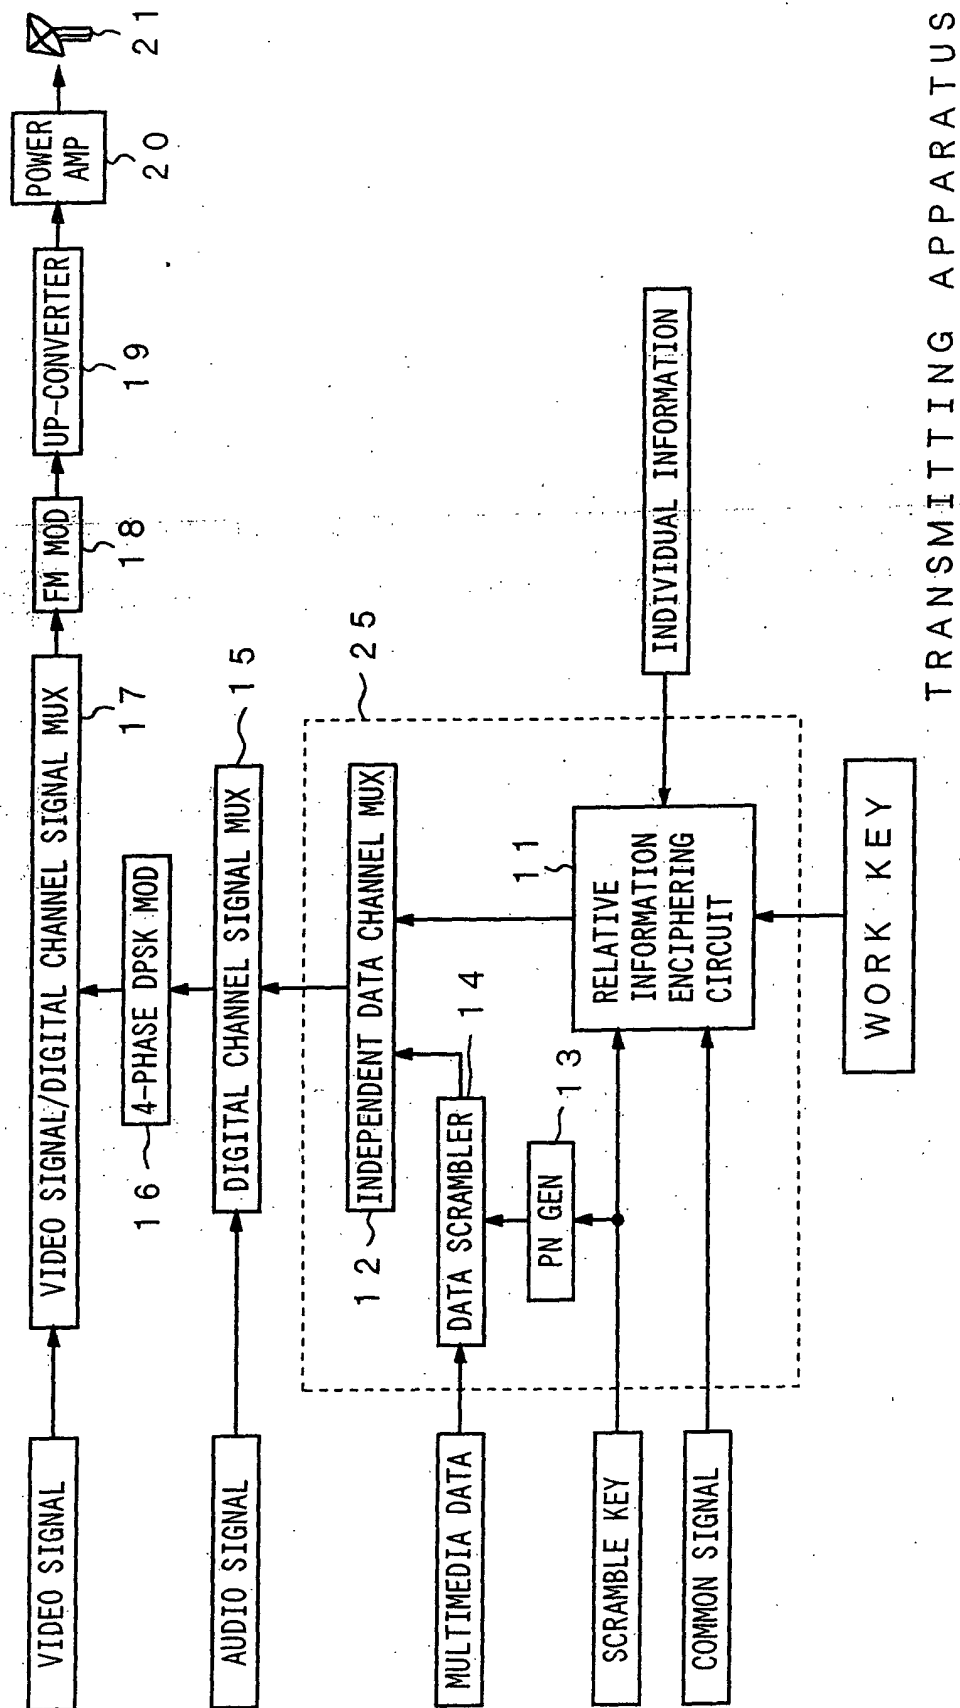 VIDEO SIGNAL
VIDEO SIGNAL/DIGITAL CHANNEL SIGNAL MUX
17
FM MOD
18
UP-CONVERTER
19
POWER
AMP
20
21
16
4-PHASE DPSK MOD
AUDIO SIGNAL
DIGITAL CHANNEL SIGNAL MUX
15
25
12
INDEPENDENT DATA CHANNEL MUX
MULTIMEDIA DATA
DATA SCRAMBLER
14
PN GEN
13
11
RELATIVE
INFORMATION
ENCIPHERING
CIRCUIT
INDIVIDUAL INFORMATION
SCRAMBLE KEY
COMMON SIGNAL
WORK KEY
TRANSMITTING APPARATUS